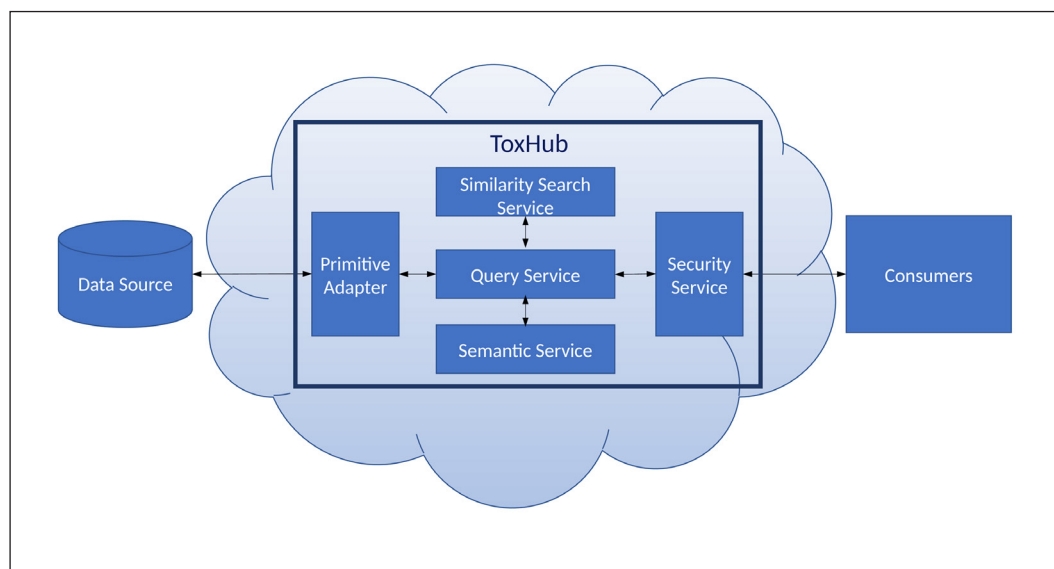 ToxHub
Similarity Search
Service
Data Source
Primitive
Adapter
Query Service
Security
Service
Consumers
Semantic Service